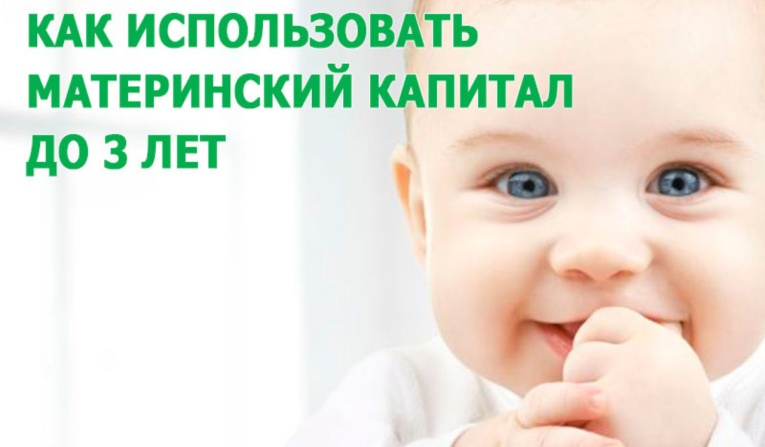 КАК ИСПОЛЬЗОВАТЬ
МАТЕРИНСКИЙ КАПИТАЛ
ДО 3 ЛЕТ